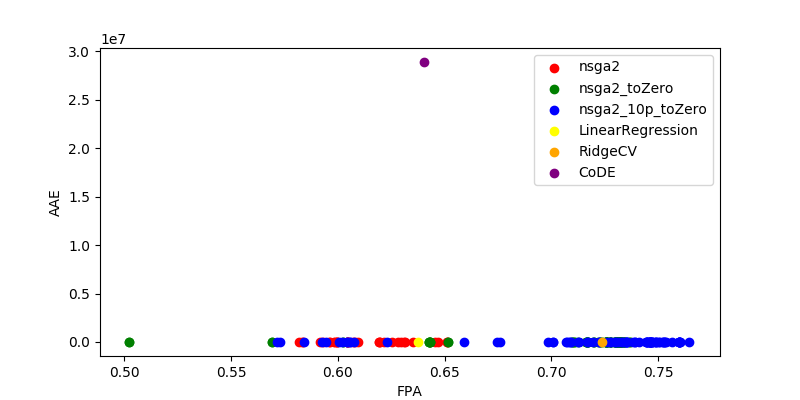 1e7
3.0
2.5
2.0
1.5
1.0
0.5
0.0
AAE
nsga2
nsga2_toZero
nsga2_10p_toZero
LinearRegression
RidgeCV
CoDE
0.50 0.55 0.60 0.65 0.70 0.75
FPA